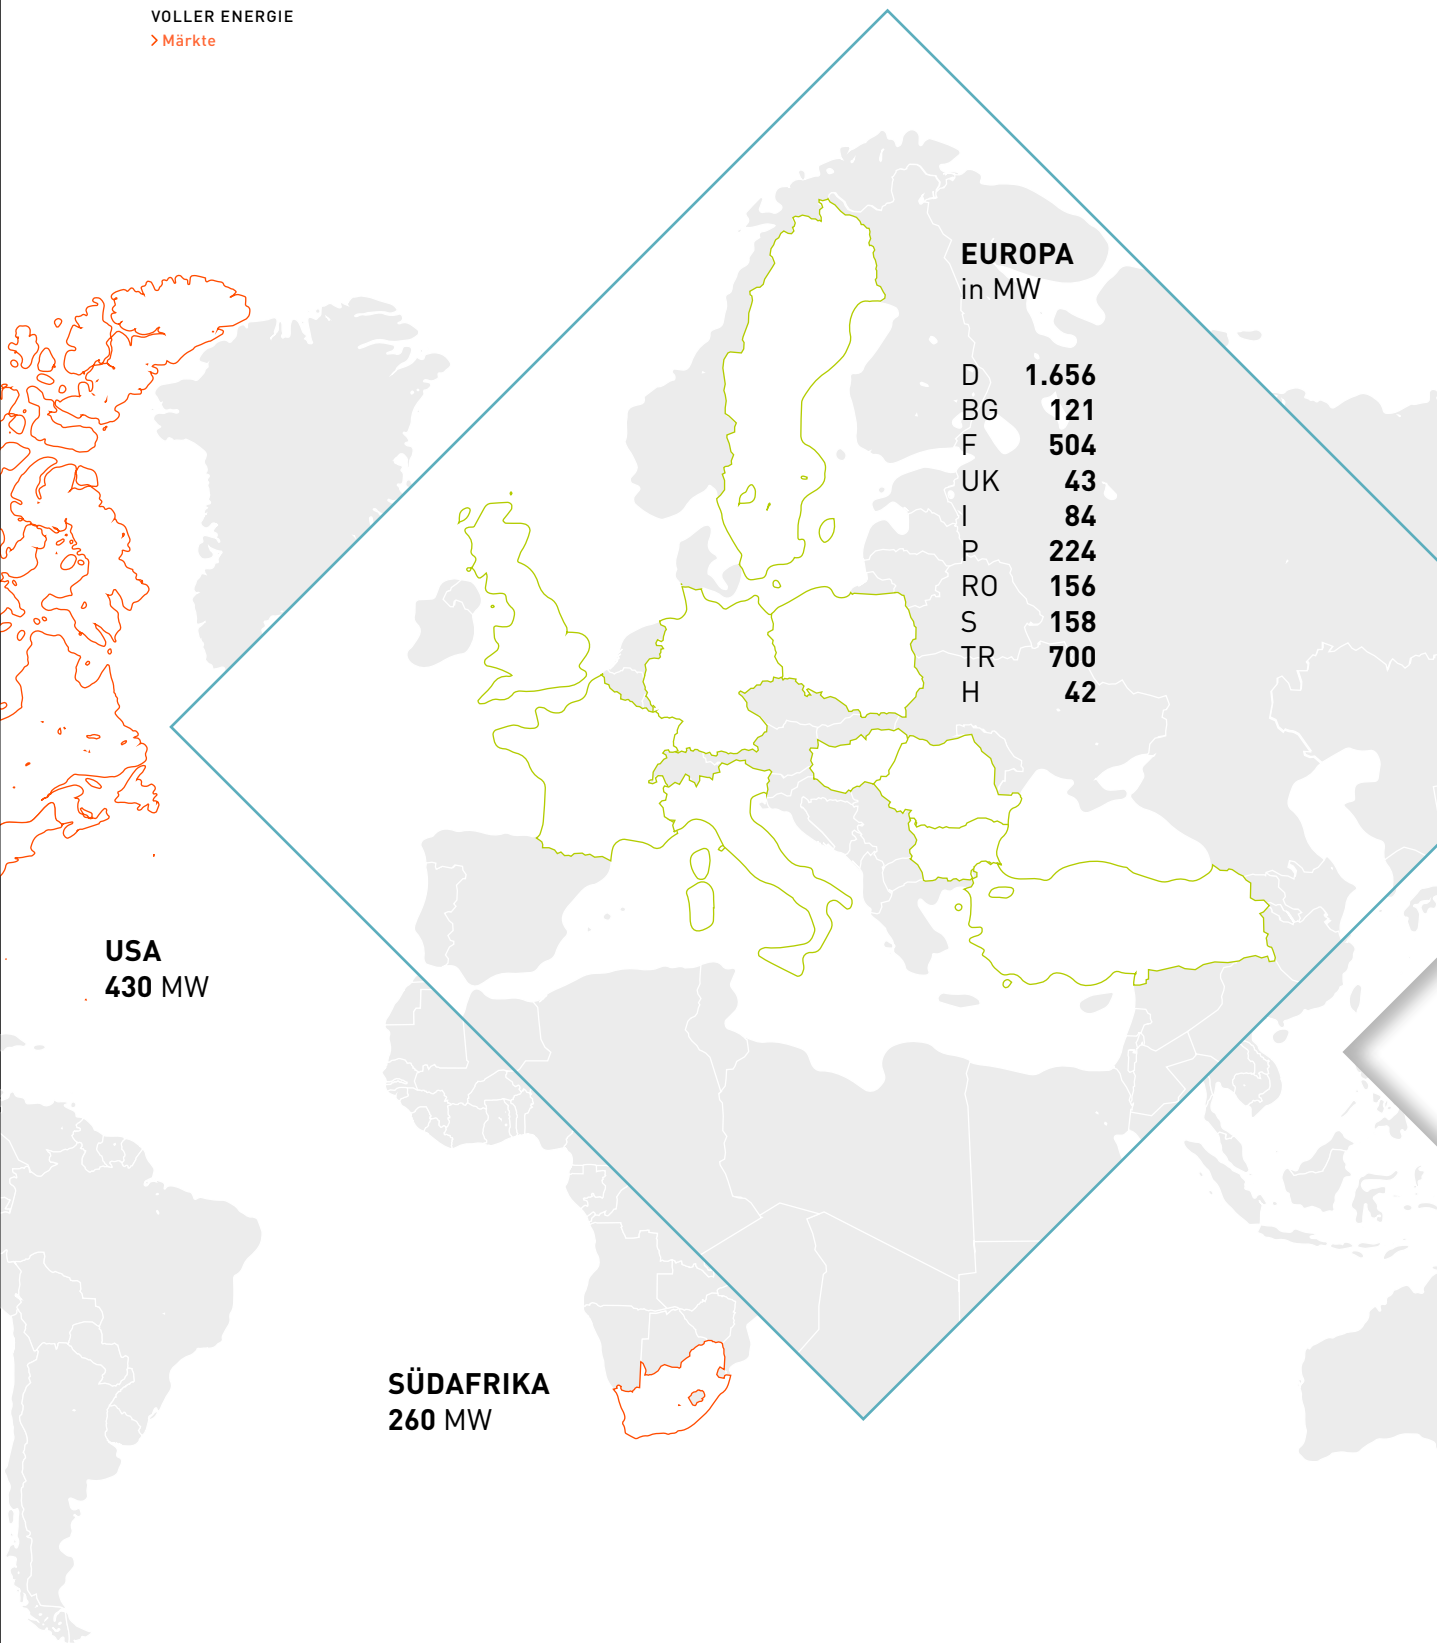 VOLLER ENERGIE
> Märkte
EUROPA
in MW
D 1.656
BG 121
F 504
UK 43
I 84
P 224
RO 156
S 158
TR 700
H 42
USA
430 MW
SÜDAFRIKA
260 MW